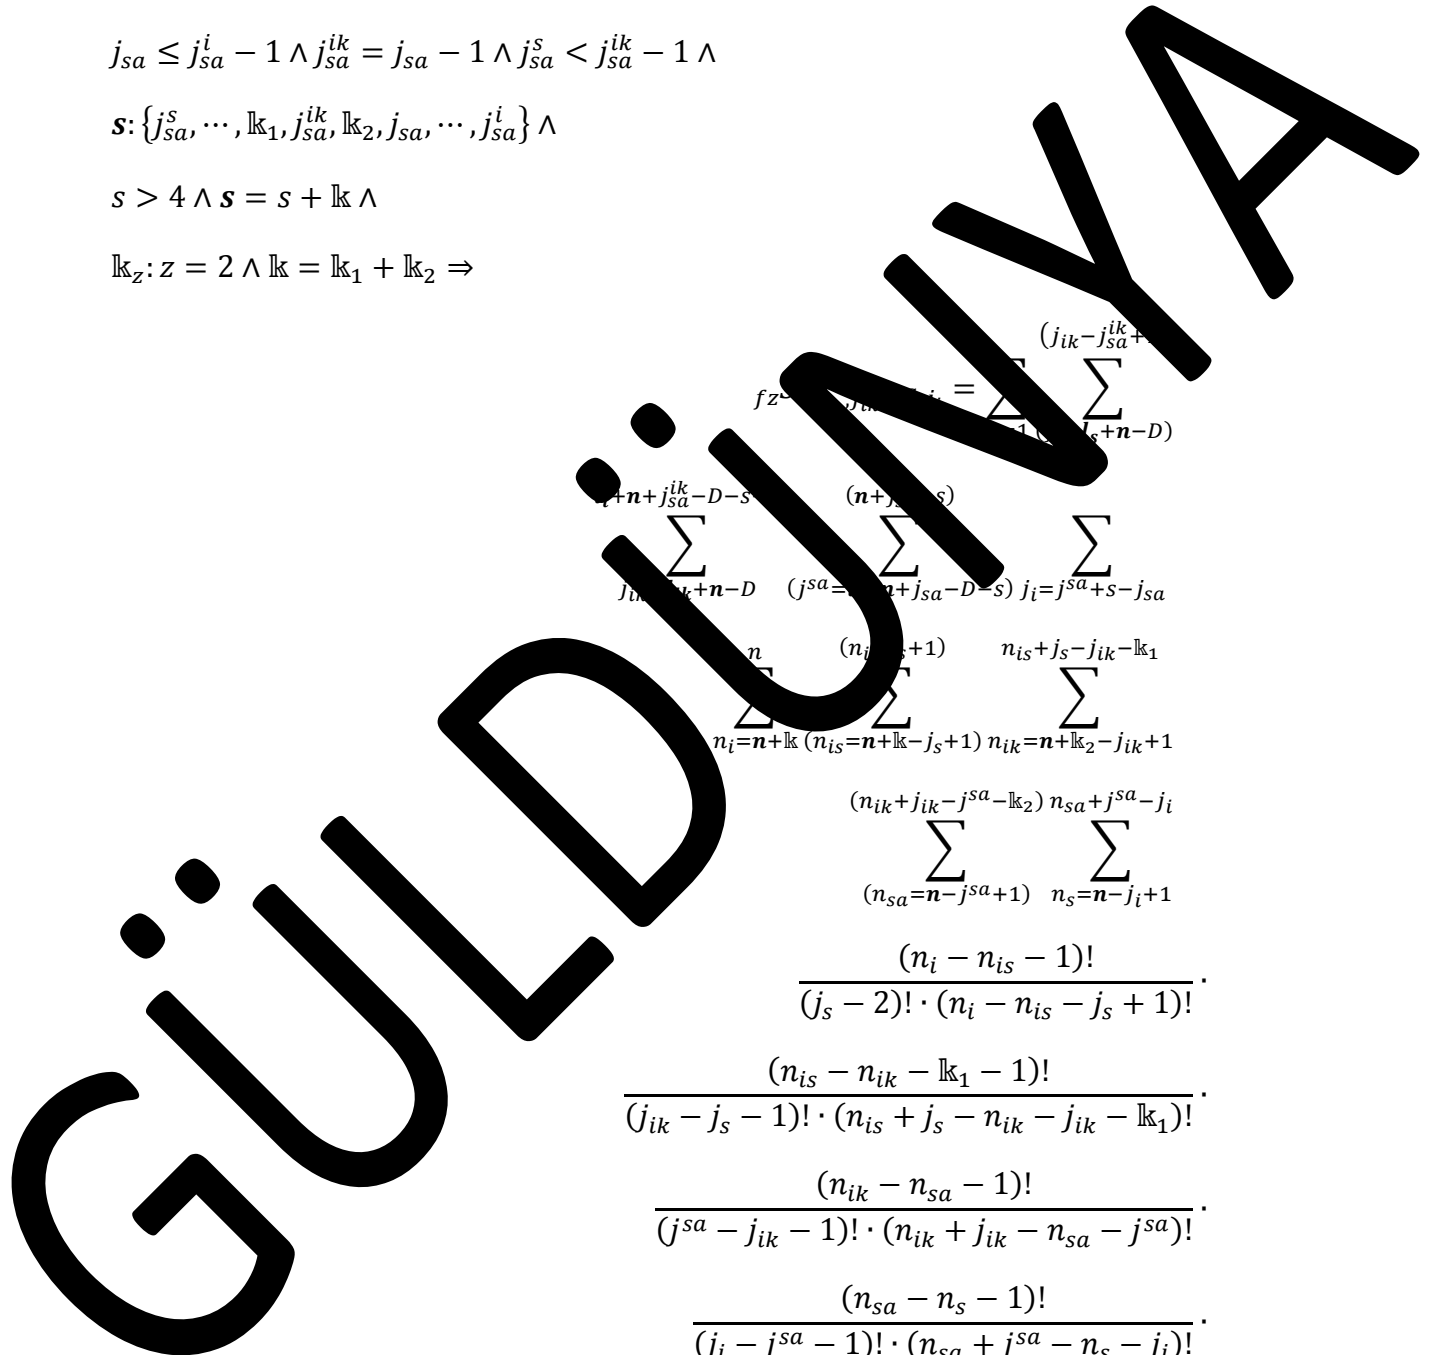 j_{sa} ≤ j_{sa}^{i} − 1 ∧ j_{sa}^{ik} = j_{sa} − 1 ∧ j_{sa}^{s} < j_{sa}^{ik} − 1 ∧
𝒔: {j_{sa}^{s}, ⋯ , 𝕜_1, j_{sa}^{ik}, 𝕜_2, j_{sa}, ⋯ , j_{sa}^{i}} ∧
s > 4 ∧ 𝒔 = s + 𝕜 ∧
𝕜_z: z = 2 ∧ 𝕜 = 𝕜_1 + 𝕜_2 ⇒
(j_{ik}−j_{sa}^{ik}+
fz = ∑ ∑
+𝒏−D)
+𝒏+j_{sa}^{ik}−D−s (𝒏+ s)
∑ ∑ ∑
+𝒏−D (j^{sa}= +j_{sa}−D−s) j_i=j^{sa}+s−j_{sa}
n +1) n_{is}+j_s−j_{ik}−𝕜_1
∑ ∑ ∑
n_i=𝒏+𝕜 (n_{is}=𝒏+𝕜−j_s+1) n_{ik}=𝒏+𝕜_2−j_{ik}+1
(n_{ik}+j_{ik}−j^{sa}−𝕜_2) n_{sa}+j^{sa}−j_i
∑ ∑
(n_{sa}=𝒏−j^{sa}+1) n_s=𝒏−j_i+1
(n_i − n_{is} − 1)!
(j_s − 2)! · (n_i − n_{is} − j_s + 1)! ·
(n_{is} − n_{ik} − 𝕜_1 − 1)!
(j_{ik} − j_s − 1)! · (n_{is} + j_s − n_{ik} − j_{ik} − 𝕜_1)! ·
(n_{ik} − n_{sa} − 1)!
(j^{sa} − j_{ik} − 1)! · (n_{ik} + j_{ik} − n_{sa} − j^{sa})! ·
(n_{sa} − n_s − 1)!
(j_i − j^{sa} − 1)! · (n_{sa} + j^{sa} − n_s − j_i)! ·
GÜLDÜNYA